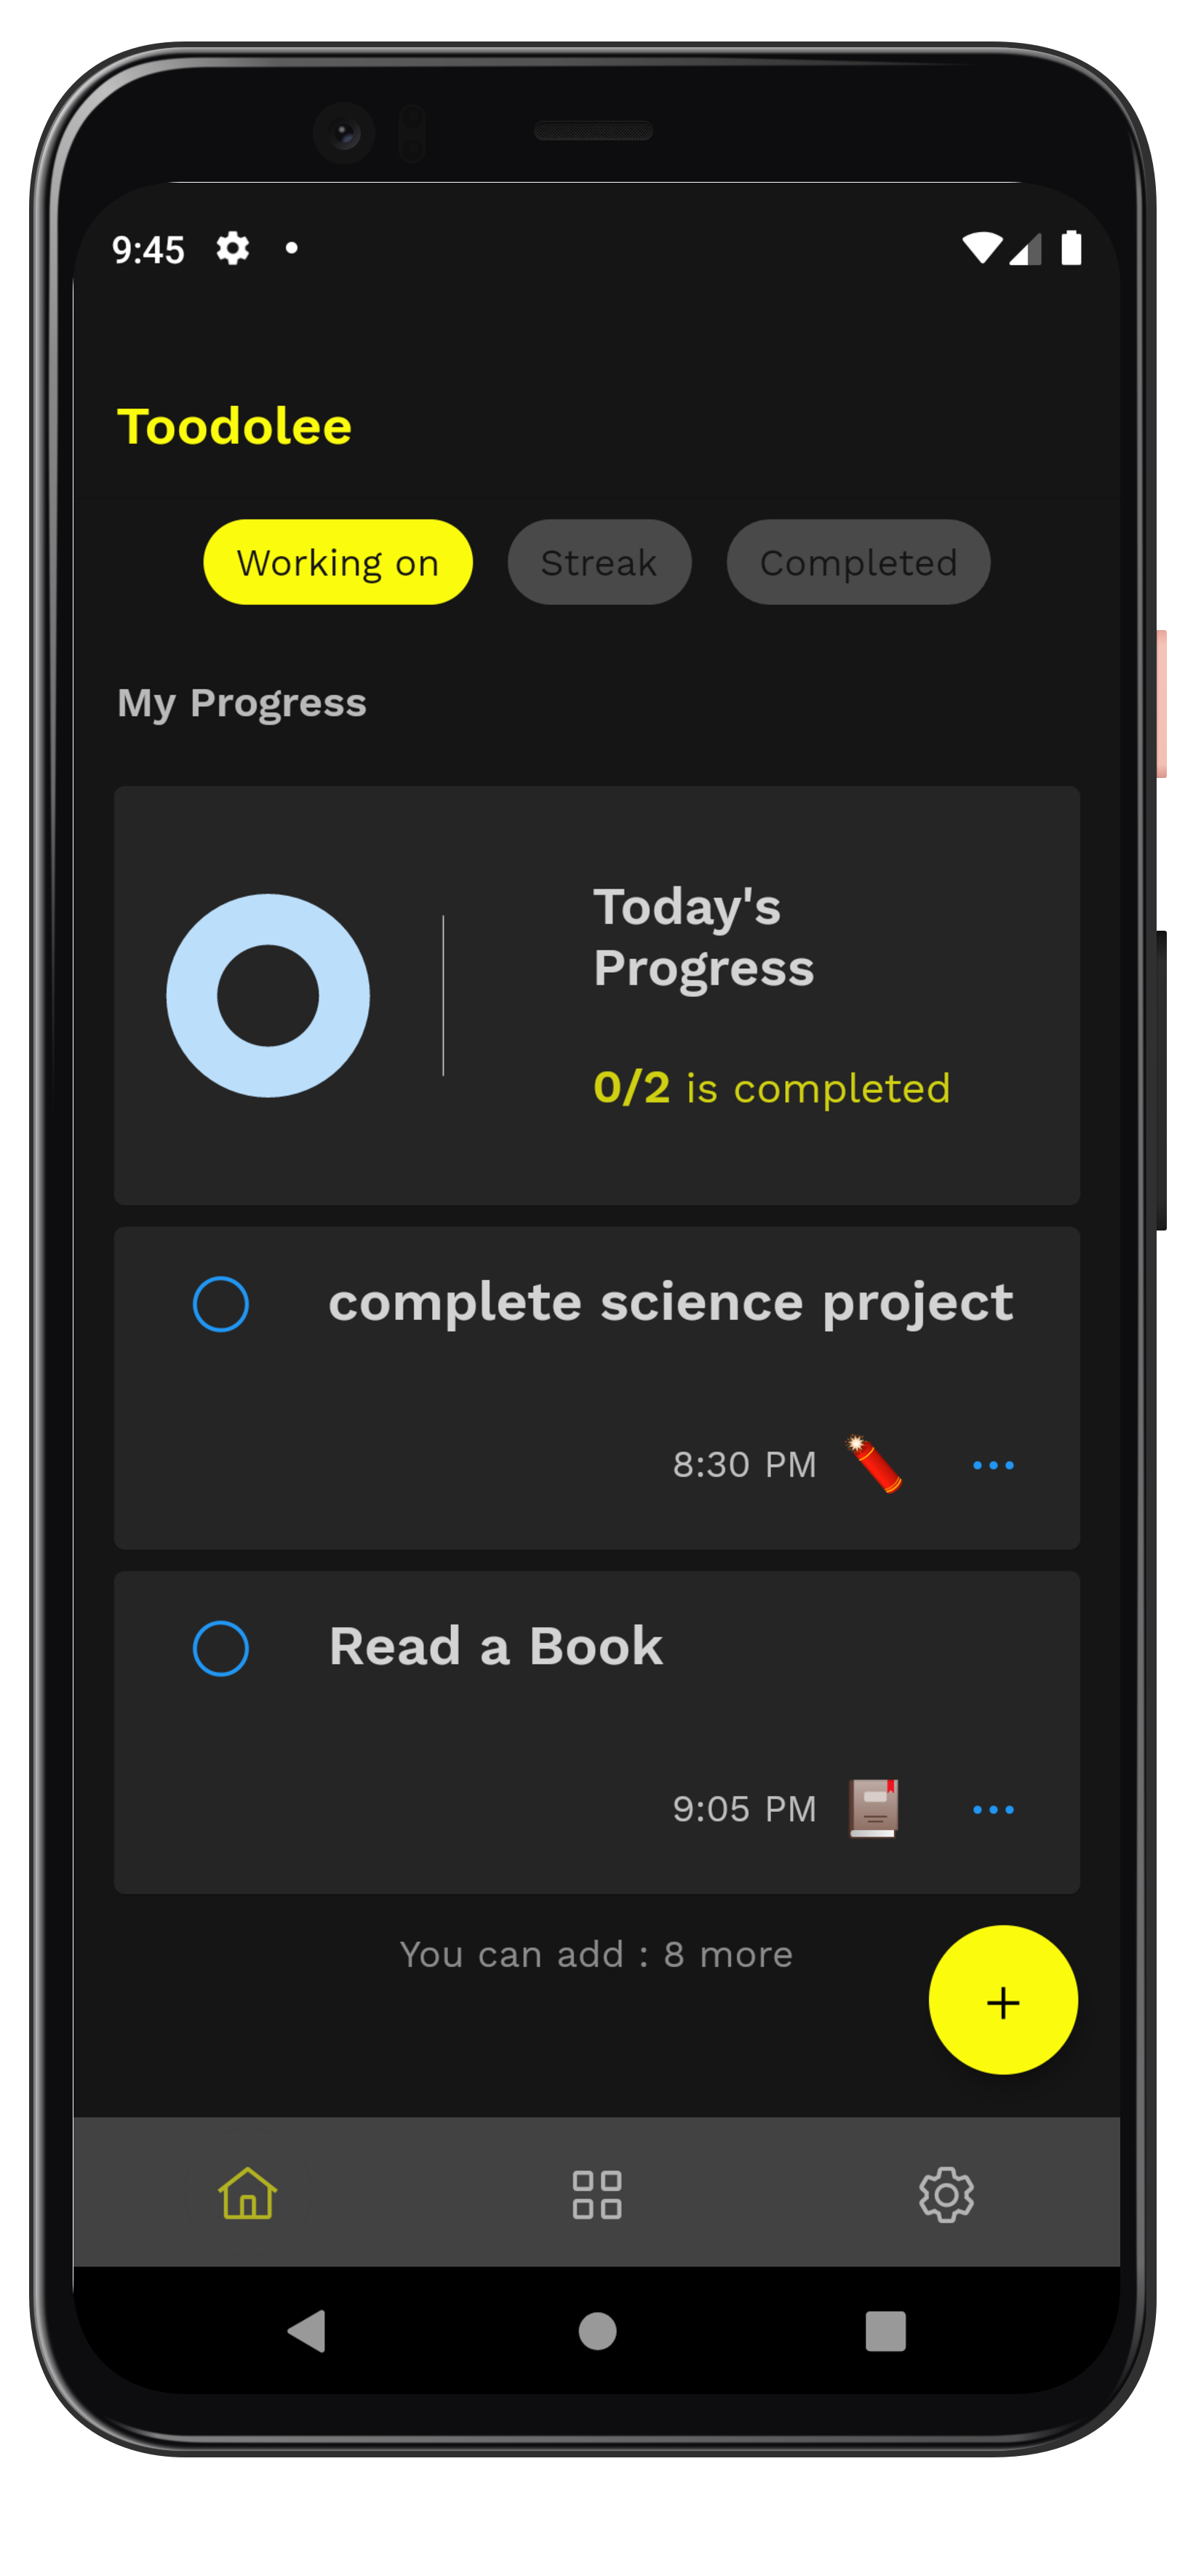 9:45
Toodolee
Working on Streak Completed
My Progress
Today's
Progress
0/2 is completed
complete science project
8:30 PM
Read a Book
9:05 PM
You can add : 8 more
+